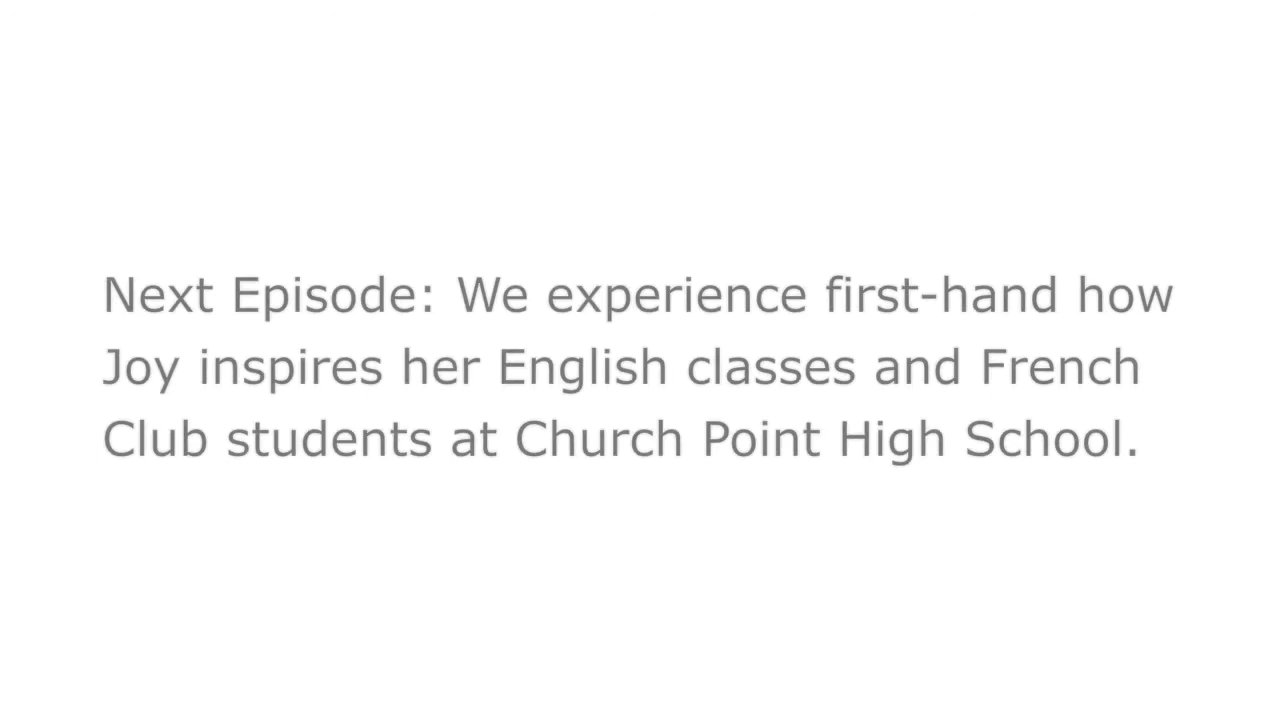 Next Episode: We experience first-hand how
Joy inspires her English classes and French
Club students at Church Point High School.